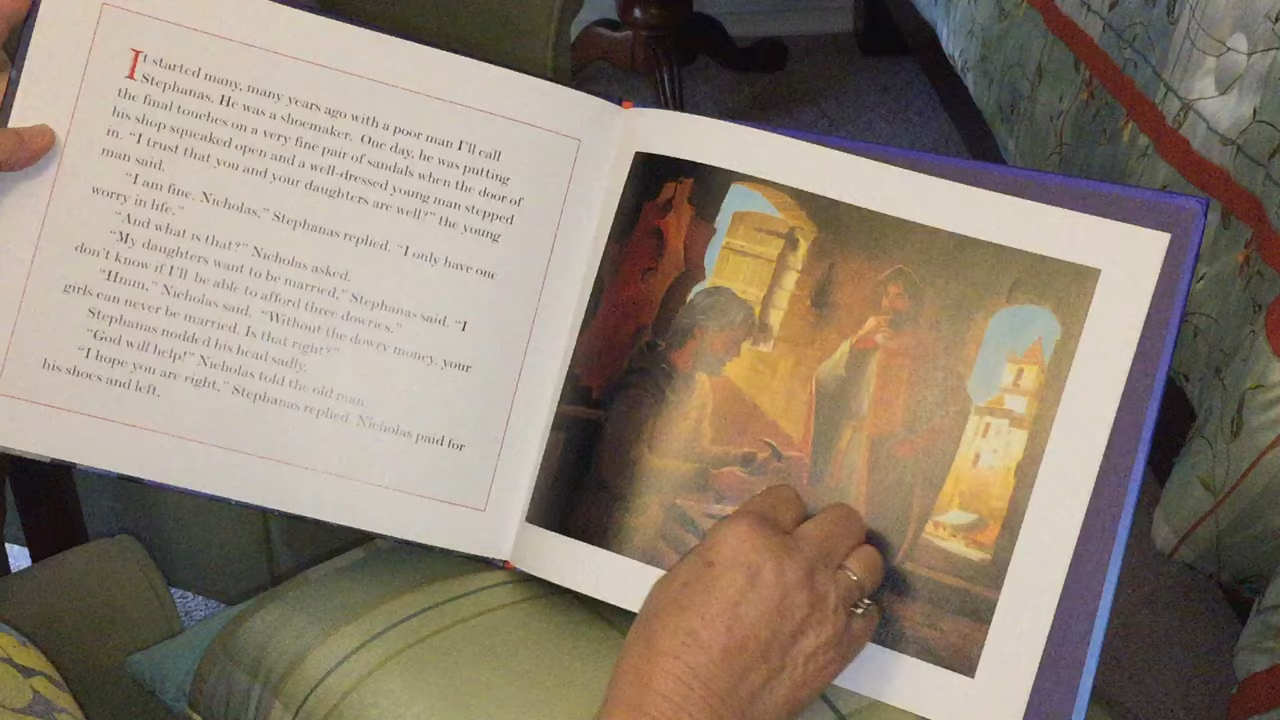 It started many, many years ago with a poor man I'll call
Stephanas. He was a shoemaker. One day, he was putting
the final touches on a very fine pair of sandals when the door of
his shop squeaked open and a well-dressed young man stepped
in. "I trust that you and your daughters are well?" the young
man said.
"I am fine, Nicholas," Stephanas replied. "I only have one
worry in life."
"And what is that?" Nicholas asked.
"My daughters want to be married," Stephanas said. "I
don't know if I'll be able to afford three dowries."
"Hmm," Nicholas said. "Without the dowry money, your
girls can never be married. Is that right?"
Stephanas nodded his head sadly.
"God will help!" Nicholas told the old man.
"I hope you are right," Stephanas replied. Nicholas paid for
his shoes and left.